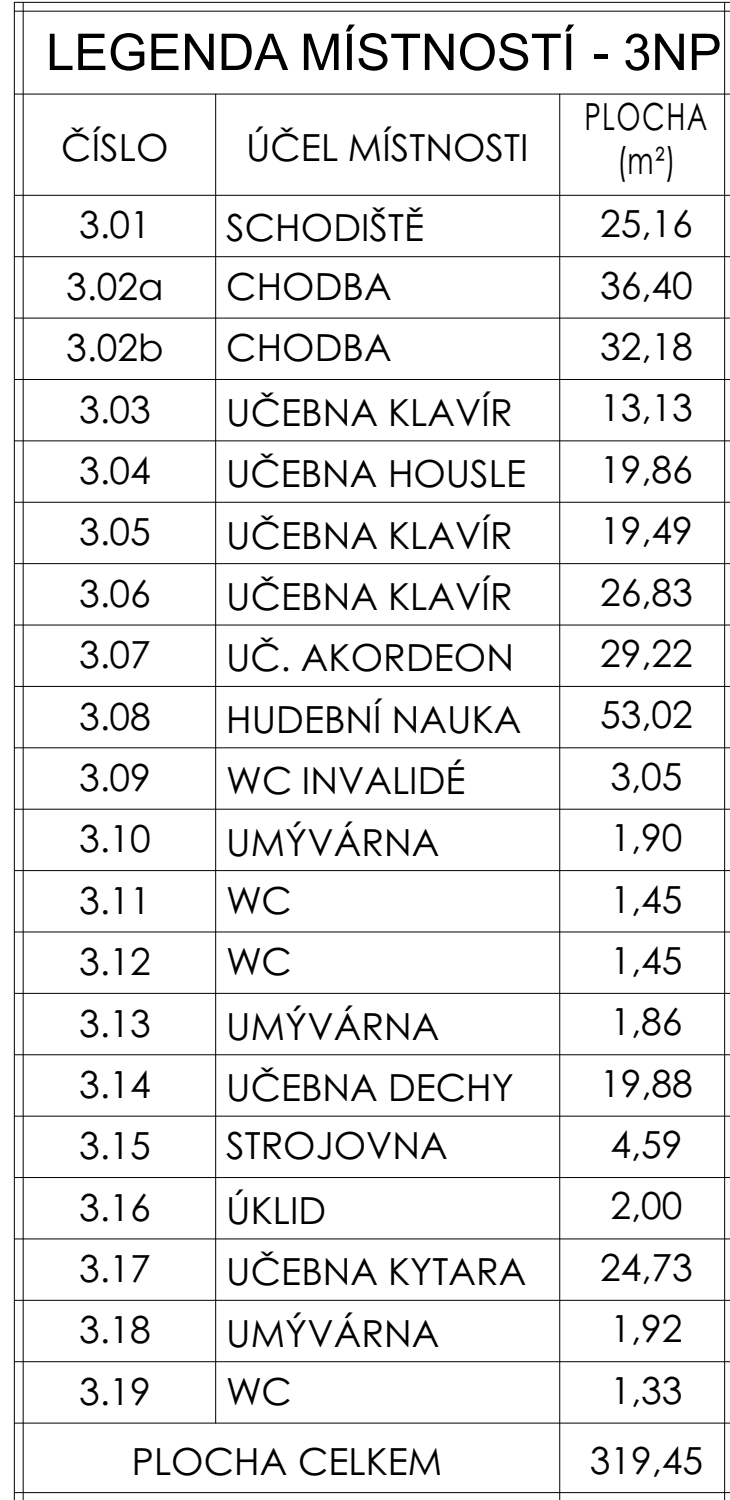 LEGENDA MÍSTNOSTÍ - 3NP
ČÍSLO ÚČEL MÍSTNOSTI PLOCHA (m²)
3.01 SCHODIŠTĚ 25,16
3.02a CHODBA 36,40
3.02b CHODBA 32,18
3.03 UČEBNA KLAVÍR 13,13
3.04 UČEBNA HOUSLE 19,86
3.05 UČEBNA KLAVÍR 19,49
3.06 UČEBNA KLAVÍR 26,83
3.07 UČ. AKORDEON 29,22
3.08 HUDEBNÍ NAUKA 53,02
3.09 WC INVALIDÉ 3,05
3.10 UMÝVÁRNA 1,90
3.11 WC 1,45
3.12 WC 1,45
3.13 UMÝVÁRNA 1,86
3.14 UČEBNA DECHY 19,88
3.15 STROJOVNA 4,59
3.16 ÚKLID 2,00
3.17 UČEBNA KYTARA 24,73
3.18 UMÝVÁRNA 1,92
3.19 WC 1,33
PLOCHA CELKEM 319,45